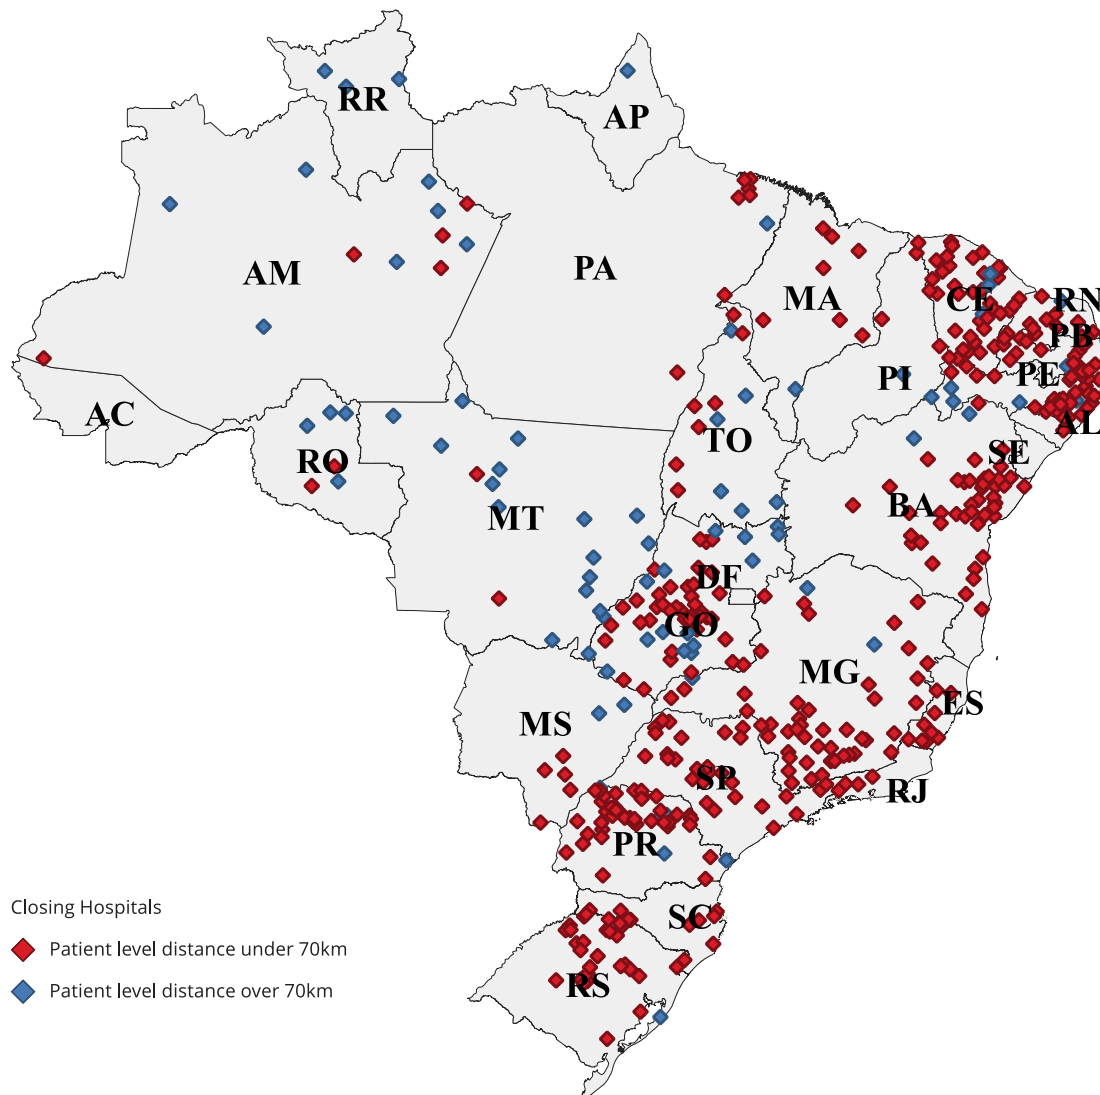 RR
AP
AM
PA
MA
CE
RN
PB
PE
PI
AL
AC
TO
SE
RO
BA
MT
DF
GO
MG
ES
MS
SP
RJ
PR
SC
RS
Closing Hospitals
Patient level distance under 70km
Patient level distance over 70km